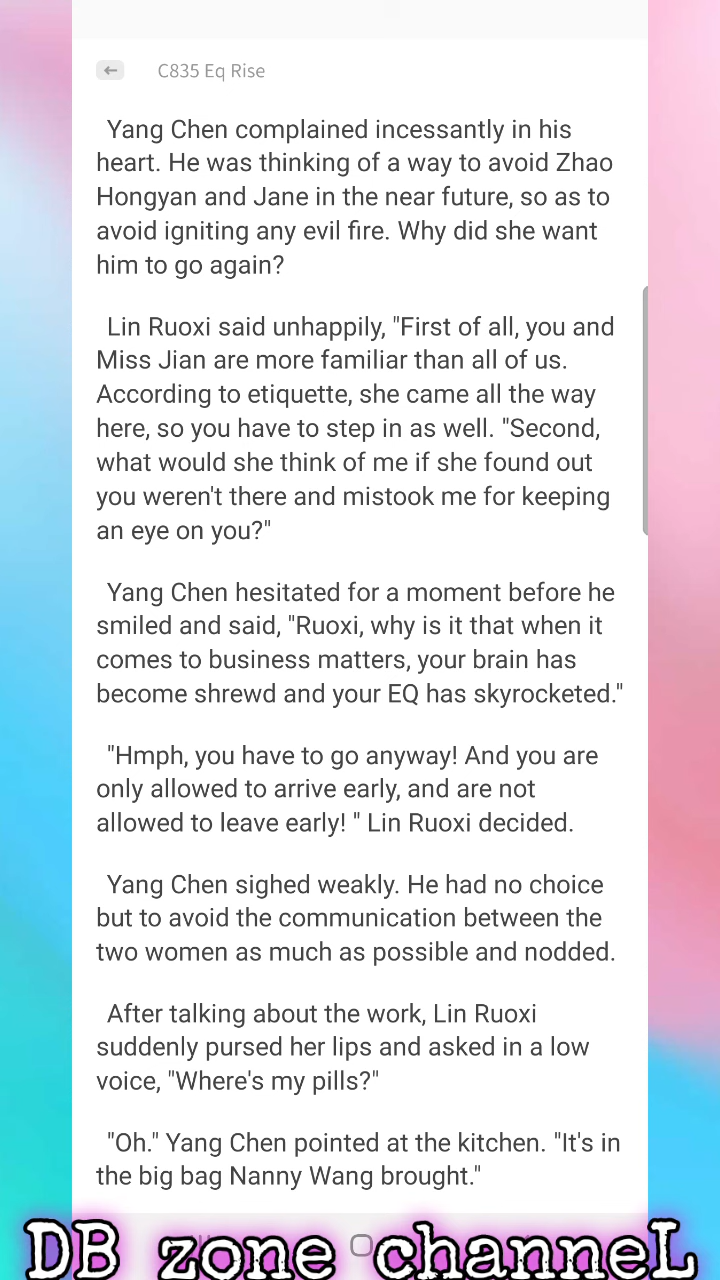 C835 Eq Rise
Yang Chen complained incessantly in his
heart. He was thinking of a way to avoid Zhao
Hongyan and Jane in the near future, so as to
avoid igniting any evil fire. Why did she want
him to go again?
Lin Ruoxi said unhappily, "First of all, you and
Miss Jian are more familiar than all of us.
According to etiquette, she came all the way
here, so you have to step in as well. "Second,
what would she think of me if she found out
you weren't there and mistook me for keeping
an eye on you?"
Yang Chen hesitated for a moment before he
smiled and said, "Ruoxi, why is it that when it
comes to business matters, your brain has
become shrewd and your EQ has skyrocketed."
"Hmph, you have to go anyway! And you are
only allowed to arrive early, and are not
allowed to leave early! " Lin Ruoxi decided.
Yang Chen sighed weakly. He had no choice
but to avoid the communication between the
two women as much as possible and nodded.
After talking about the work, Lin Ruoxi
suddenly pursed her lips and asked in a low
voice, "Where's my pills?"
"Oh." Yang Chen pointed at the kitchen. "It's in
the big bag Nanny Wang brought."
DB zone channeL